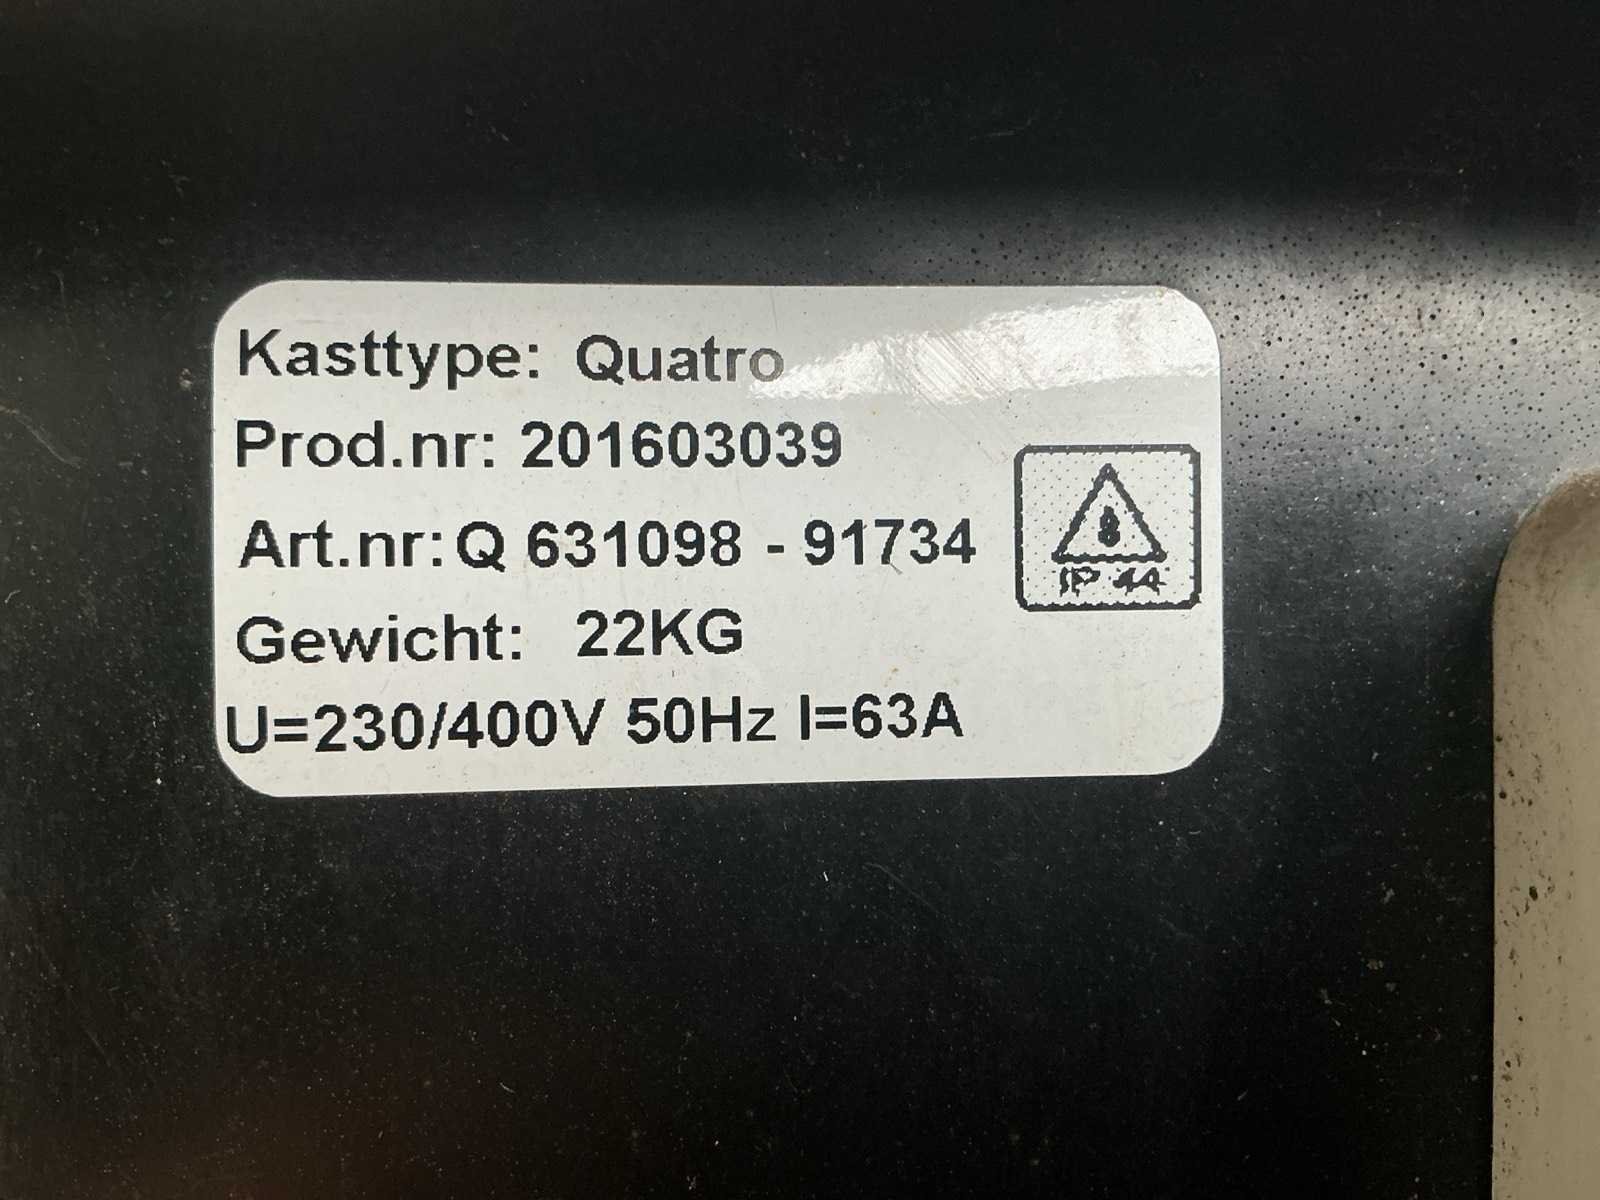 Kasttype: Quatro
Prod.nr: 201603039
Art.nr: Q 631098 - 91734
IP 44
Gewicht: 22KG
U=230/400V 50Hz I=63A